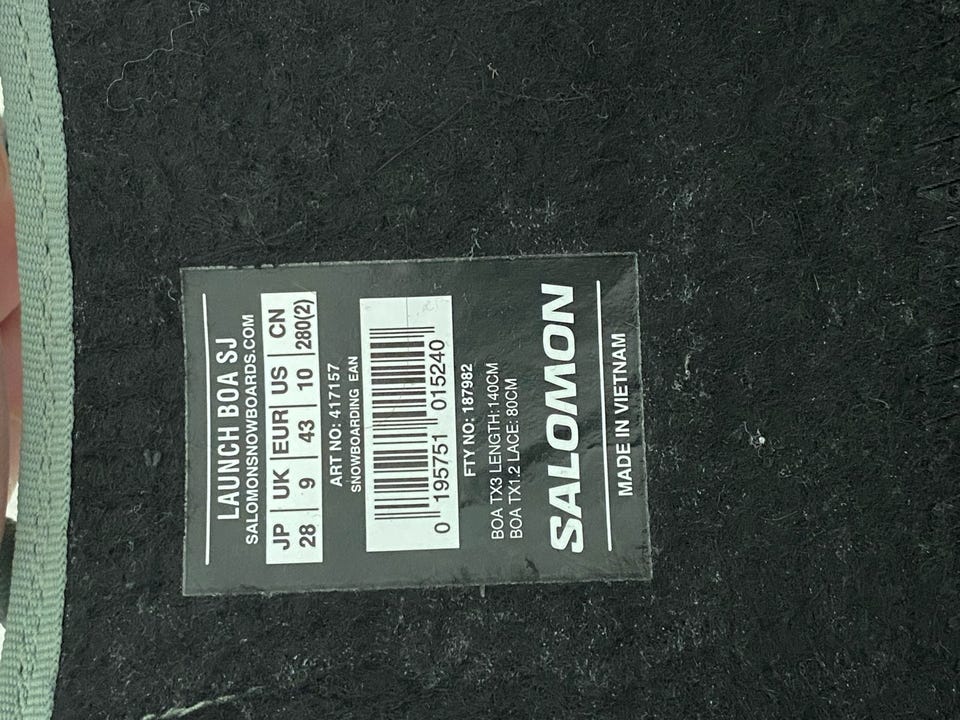 LAUNCH BOA SJ
SALOMONSNOWBOARDS.COM
JP | UK | EUR | US | CN
28 | 9 | 43 | 10 | 280(2)
ART NO: 417157
SNOWBOARDING EAN
0 195751 015240
FTY NO: 187982
BOA TX3 LENGTH:140CM
BOA TX1.2 LACE: 80CM
SALOMON
MADE IN VIETNAM